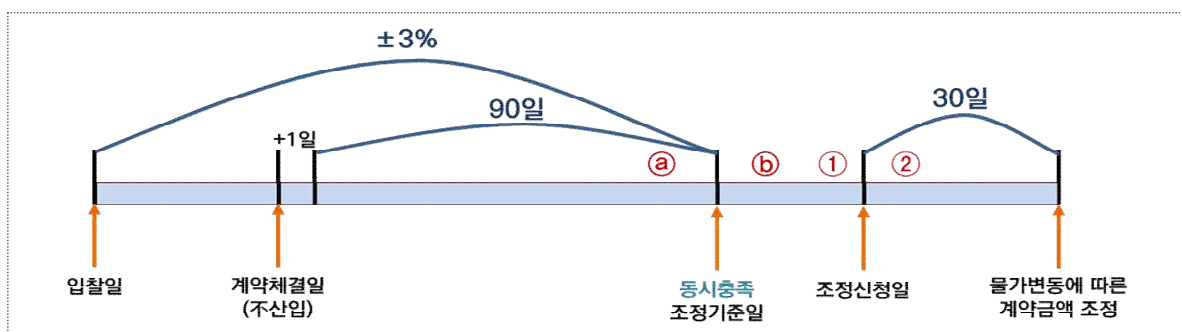 ±3%
90일
30일
+1일
ⓐ ⓑ ① ②
입찰일
계약체결일
(不산입)
동시충족
조정기준일
조정신청일
물가변동에 따른
계약금액 조정